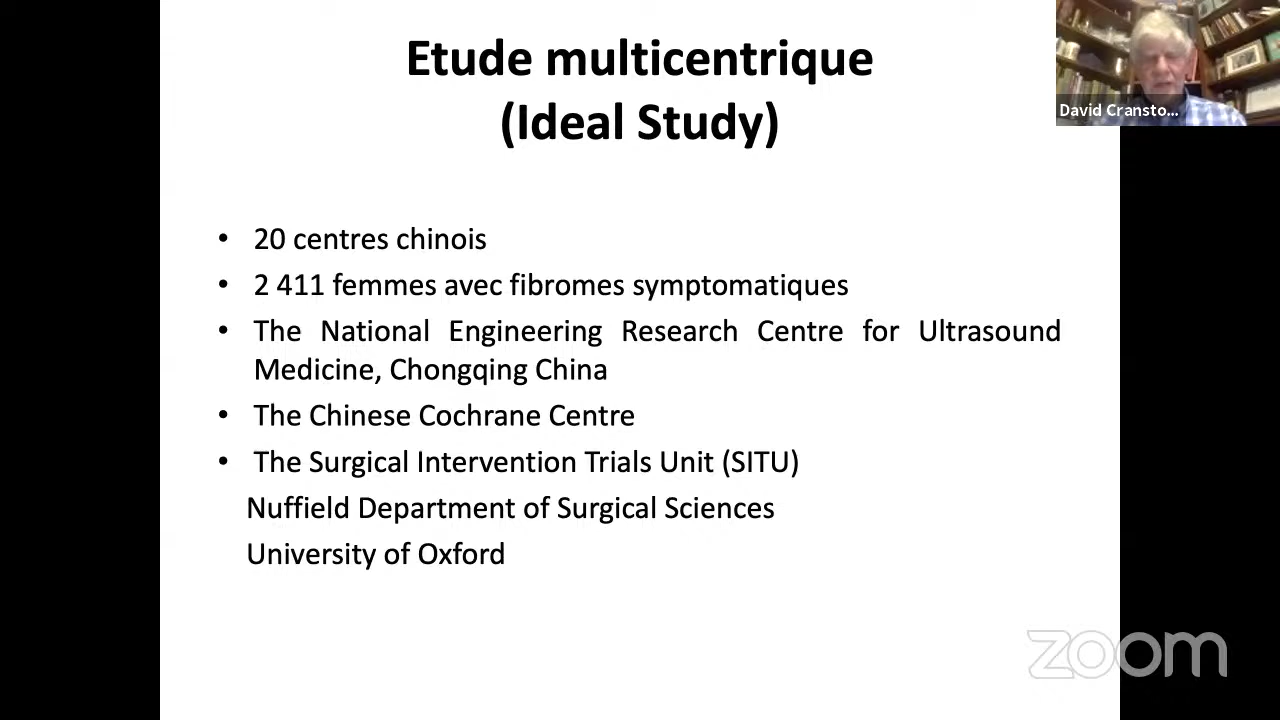 Etude multicentrique
(Ideal Study)
David Cransto...
• 20 centres chinois
• 2 411 femmes avec fibromes symptomatiques
• The National Engineering Research Centre for Ultrasound
Medicine, Chongqing China
• The Chinese Cochrane Centre
• The Surgical Intervention Trials Unit (SITU)
Nuffield Department of Surgical Sciences
University of Oxford
zoom